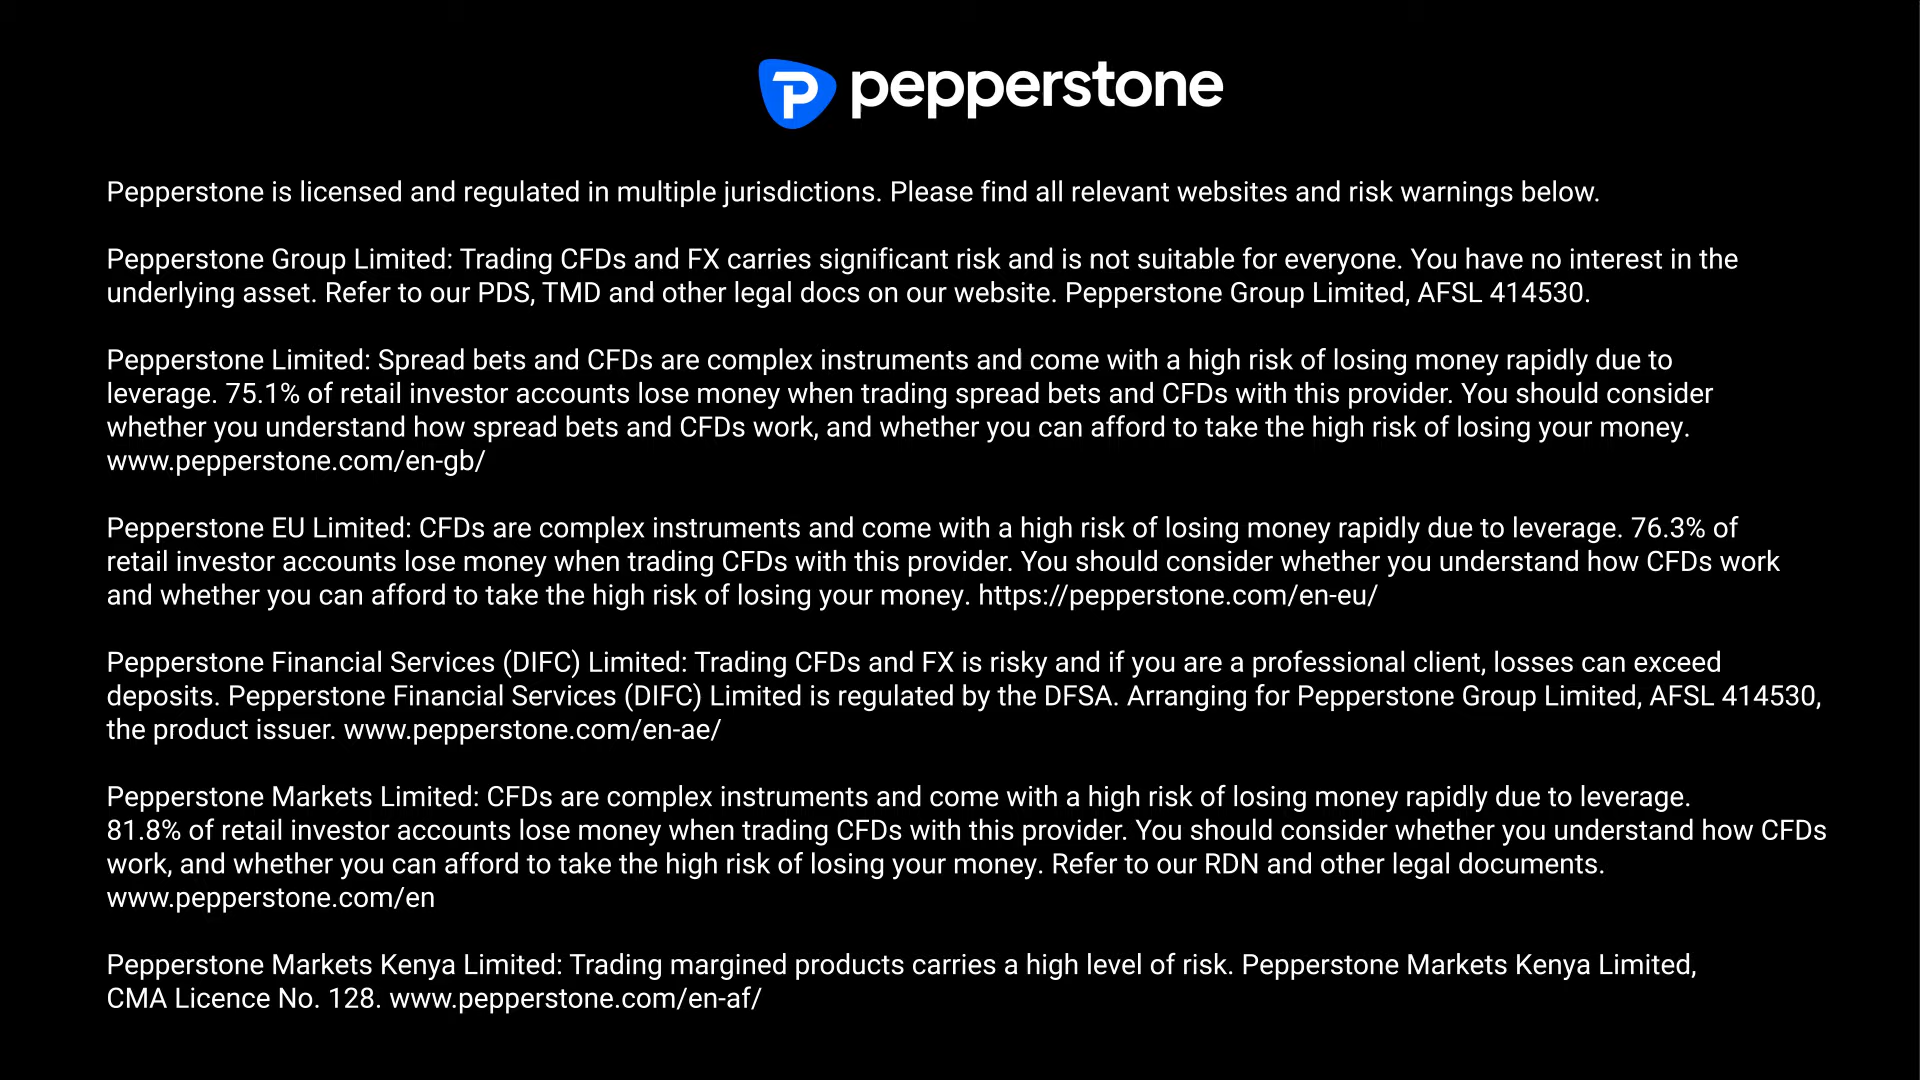 pepperstone
Pepperstone is licensed and regulated in multiple jurisdictions. Please find all relevant websites and risk warnings below.
Pepperstone Group Limited: Trading CFDs and FX carries significant risk and is not suitable for everyone. You have no interest in the
underlying asset. Refer to our PDS, TMD and other legal docs on our website. Pepperstone Group Limited, AFSL 414530.
Pepperstone Limited: Spread bets and CFDs are complex instruments and come with a high risk of losing money rapidly due to
leverage. 75.1% of retail investor accounts lose money when trading spread bets and CFDs with this provider. You should consider
whether you understand how spread bets and CFDs work, and whether you can afford to take the high risk of losing your money.
www.pepperstone.com/en-gb/
Pepperstone EU Limited: CFDs are complex instruments and come with a high risk of losing money rapidly due to leverage. 76.3% of
retail investor accounts lose money when trading CFDs with this provider. You should consider whether you understand how CFDs work
and whether you can afford to take the high risk of losing your money. https://pepperstone.com/en-eu/
Pepperstone Financial Services (DIFC) Limited: Trading CFDs and FX is risky and if you are a professional client, losses can exceed
deposits. Pepperstone Financial Services (DIFC) Limited is regulated by the DFSA. Arranging for Pepperstone Group Limited, AFSL 414530,
the product issuer. www.pepperstone.com/en-ae/
Pepperstone Markets Limited: CFDs are complex instruments and come with a high risk of losing money rapidly due to leverage.
81.8% of retail investor accounts lose money when trading CFDs with this provider. You should consider whether you understand how CFDs
work, and whether you can afford to take the high risk of losing your money. Refer to our RDN and other legal documents.
www.pepperstone.com/en
Pepperstone Markets Kenya Limited: Trading margined products carries a high level of risk. Pepperstone Markets Kenya Limited,
CMA Licence No. 128. www.pepperstone.com/en-af/